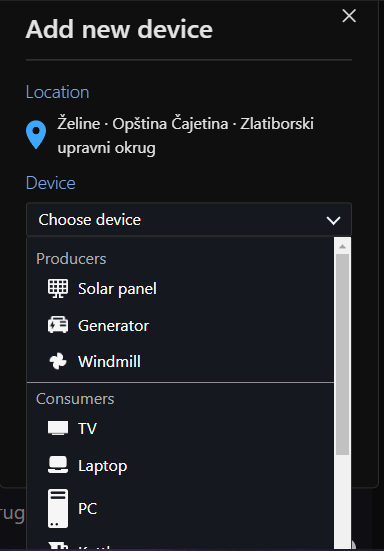 Add new device
Location
Želine · Opština Čajetina · Zlatiborski
upravni okrug
Device
Choose device
Producers
Solar panel
Generator
Windmill
Consumers
TV
Laptop
PC
rug